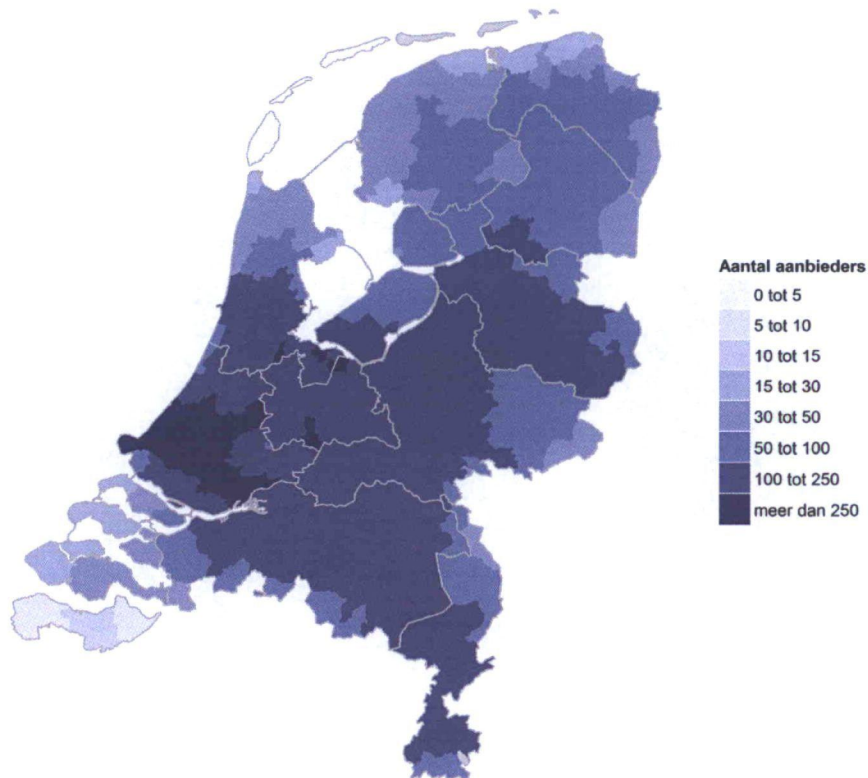 Aantal aanbieders
0 tot 5
5 tot 10
10 tot 15
15 tot 30
30 tot 50
50 tot 100
100 tot 250
meer dan 250